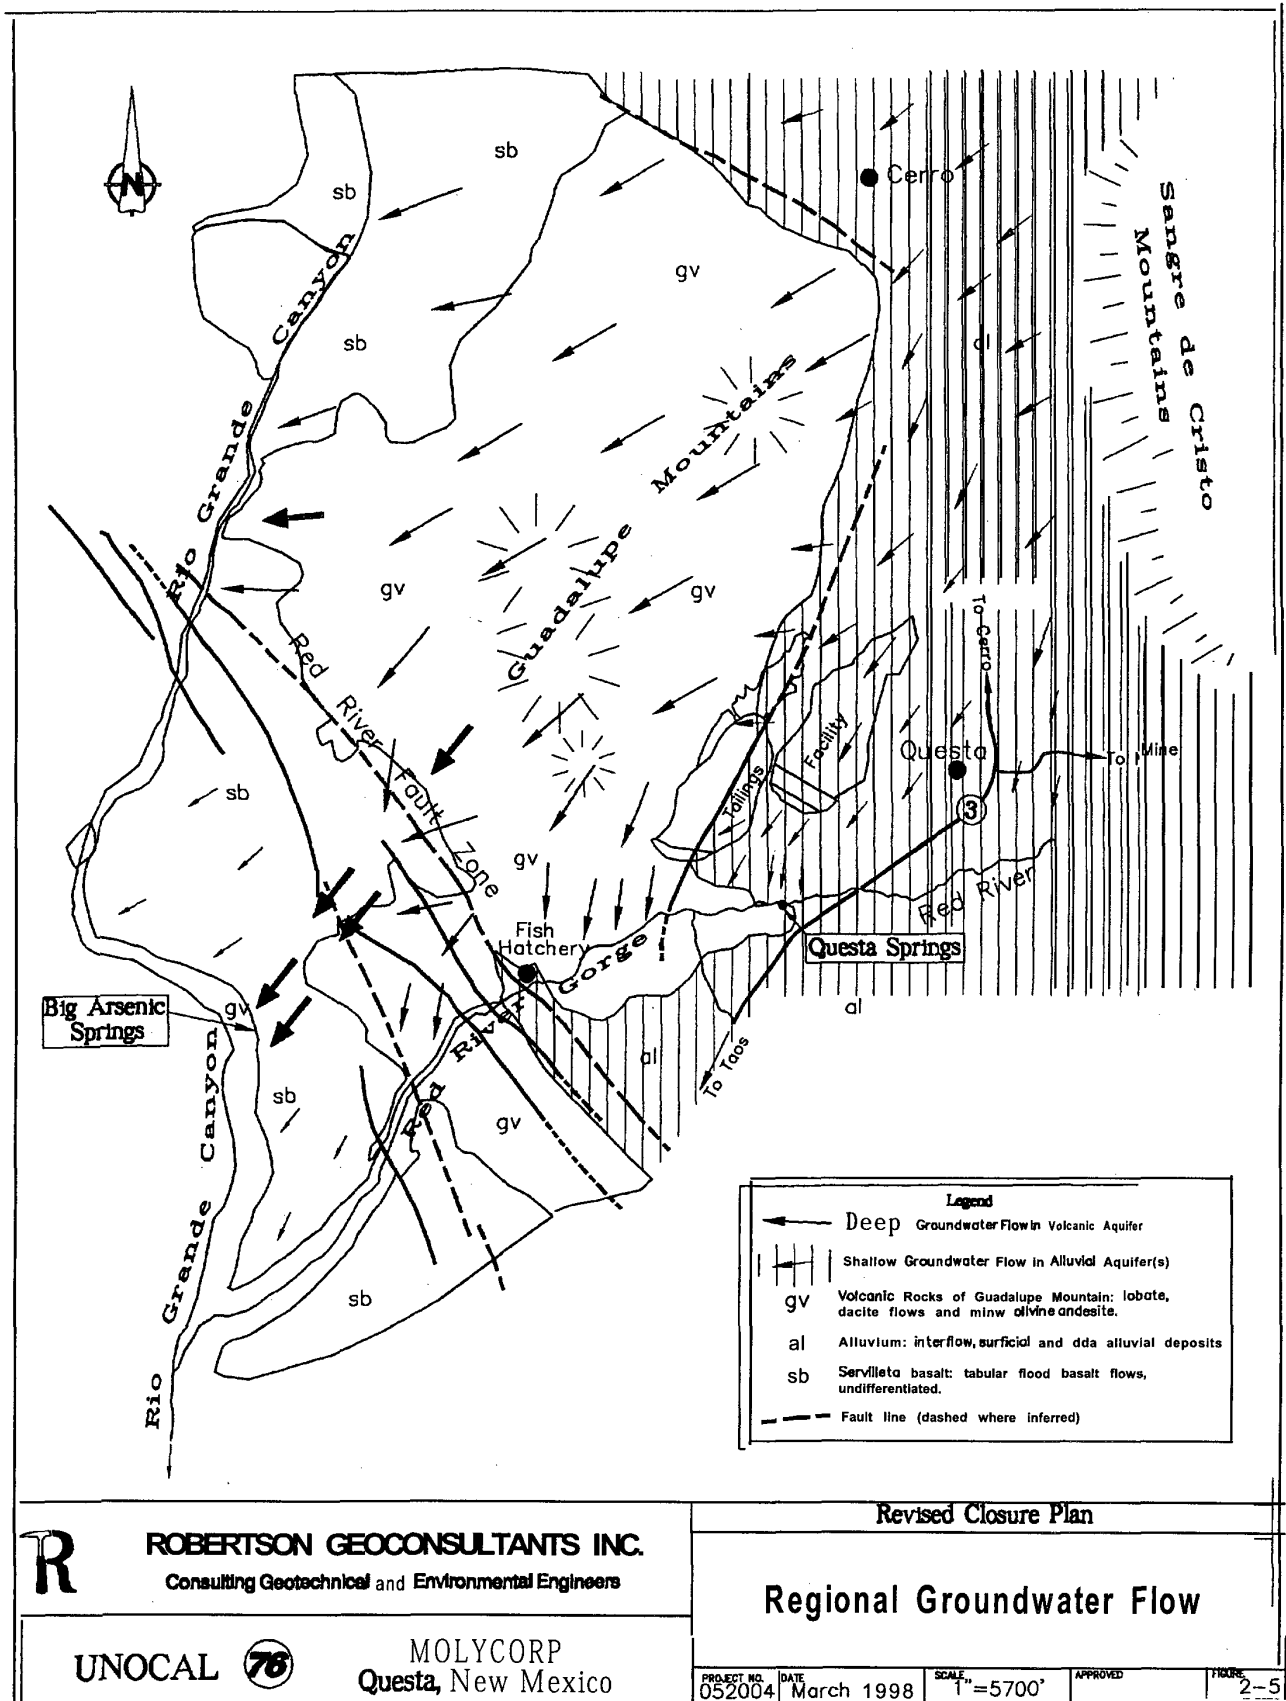 N
sb
sb
sb
Cerro
gv
al
Sangre de Cristo
Mountains
Rio Grande Canyon
Guadalupe Mountains
gv
gv
Red River Fault Zone
To Cerro
Questa
To Mine
3
Tailings Facility
sb
gv
Fish
Hatchery
Red River
Questa Springs
Red River Gorge
Big Arsenic
Springs
gv
al
al
To Taos
sb
gv
sb
Rio Grande Canyon
Legend
Deep Groundwater Flow in Volcanic Aquifer
Shallow Groundwater Flow in Alluvial Aquifer(s)
gv Volcanic Rocks of Guadalupe Mountain: lobate,
dacite flows and minw olivine andesite.
al Alluvium: interflow, surficial and dda alluvial deposits
sb Servilleta basalt: tabular flood basalt flows,
undifferentiated.
Fault line (dashed where inferred)
R
ROBERTSON GEOCONSULTANTS INC.
Consulting Geotechnical and Environmental Engineers
UNOCAL 76
MOLYCORP
Questa, New Mexico
Revised Closure Plan
Regional Groundwater Flow
PROJECT NO. 052004
DATE March 1998
SCALE 1"=5700'
APPROVED
FIGURE 2-5